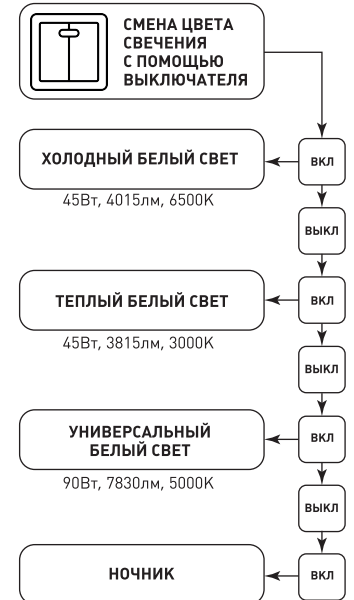 СМЕНА ЦВЕТА
СВЕЧЕНИЯ
С ПОМОЩЬЮ
ВЫКЛЮЧАТЕЛЯ
ХОЛОДНЫЙ БЕЛЫЙ СВЕТ
ВКЛ
45Вт, 4015лм, 6500К
ВЫКЛ
ТЕПЛЫЙ БЕЛЫЙ СВЕТ
ВКЛ
45Вт, 3815лм, 3000К
ВЫКЛ
УНИВЕРСАЛЬНЫЙ
БЕЛЫЙ СВЕТ
ВКЛ
90Вт, 7830лм, 5000К
ВЫКЛ
НОЧНИК
ВКЛ